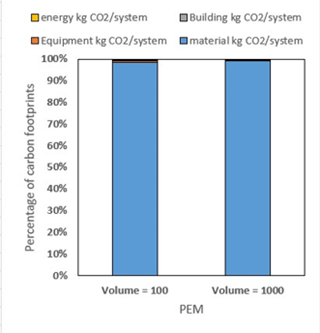 energy kg CO2/system Building kg CO2/system
Equipment kg CO2/system material kg CO2/system
Percentage of carbon footprints
100%
90%
80%
70%
60%
50%
40%
30%
20%
10%
0%
Volume = 100 Volume = 1000
PEM